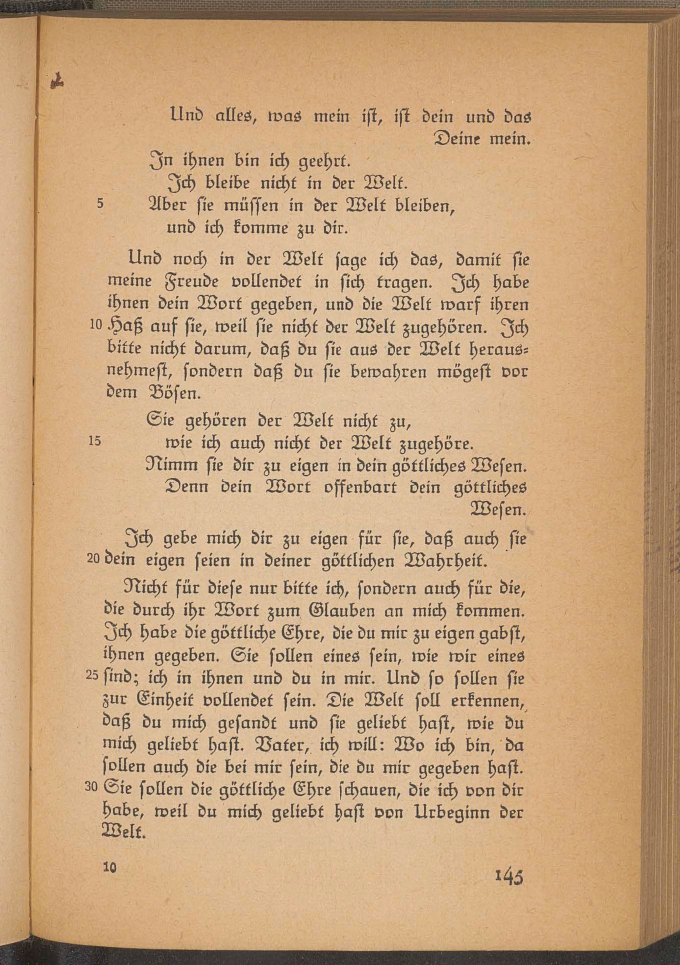 Und alles, was mein ist, ist dein und das
Deine mein.
In ihnen bin ich geehrt.
Ich bleibe nicht in der Welt.
5 Aber sie müssen in der Welt bleiben,
und ich komme zu dir.
Und noch in der Welt sage ich das, damit sie
meine Freude vollendet in sich tragen. Ich habe
ihnen dein Wort gegeben, und die Welt warf ihren
10 Haß auf sie, weil sie nicht der Welt zugehören. Ich
bitte nicht darum, daß du sie aus der Welt heraus-
nehmest, sondern daß du sie bewahren mögest vor
dem Bösen.
Sie gehören der Welt nicht zu,
15 wie ich auch nicht der Welt zugehöre.
Nimm sie dir zu eigen in dein göttliches Wesen.
Denn dein Wort offenbart dein göttliches
Wesen.
Ich gebe mich dir zu eigen für sie, daß auch sie
20 dein eigen seien in deiner göttlichen Wahrheit.
Nicht für diese nur bitte ich, sondern auch für die,
die durch ihr Wort zum Glauben an mich kommen.
Ich habe die göttliche Ehre, die du mir zu eigen gabst,
ihnen gegeben. Sie sollen eines sein, wie wir eines
25 sind; ich in ihnen und du in mir. Und so sollen sie
zur Einheit vollendet sein. Die Welt soll erkennen,
daß du mich gesandt und sie geliebt hast, wie du
mich geliebt hast. Vater, ich will: Wo ich bin, da
sollen auch die bei mir sein, die du mir gegeben hast.
30 Sie sollen die göttliche Ehre schauen, die ich von dir
habe, weil du mich geliebt hast von Urbeginn der
Welt.
10
145